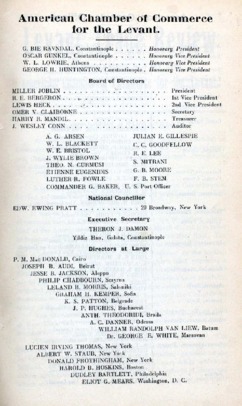 American Chamber of Commerce
for the Levant.
G. BIE RAVNDAL, Constantinople . . . . Honorary President
OSCAR GUNKEL, Constantinople . . . . Honorary Vice President
W. L. LOWRIE, Athens . . . . Honorary Vice President
GEORGE H. HUNTINGTON, Constantinople . Honorary Vice President
Board of Directors
MILLER JOBLIN . . . . President
R. E. BERGERON . . . . 1st Vice President
LEWIS HECK . . . . 2nd Vice President
OMER V. CLAIBORNE . . . . Secretary
HARRY R. MANDIL . . . . Treasurer
J. WESLEY CONN . . . . Auditor
A. G. ARSEN JULIAN E. GILLESPIE
W. L. BLACKETT C. C. GOODFELLOW
W. E. BRISTOL R. F. LEE
J. WYLIE BROWN S. MITRANI
THEO. N. CURMUSI G. B. MOORE
ETIENNE EUGENIDIS F. B. STEM
LUTHER R. FOWLE
COMMANDER G. BAKER, U. S. Port Officer
National Councillor
EDW. EWING PRATT . . . . 29 Broadway, New York
Executive Secretary
THERON J. DAMON
Yildiz Han, Galata, Constantinople
Directors at Large
P. M. Mac DONALD, Cairo
JOSEPH R. AUDI, Beirut
JESSE B. JACKSON, Aleppo
PHILIP CHADBOURN, Smyrna
LELAND B. MORRIS, Saloniki
GRAHAM H. KEMPER, Sofia
K. S. PATTON, Belgrade
J. P. HUGHES, Bucharest
ANTH. THEODORIDI, Braila
A. C. DANNER, Odessa
WILLIAM RANDOLPH VAN LIEW, Batum
Dr. GEORGE E. WHITE, Marsovan
LUCIEN IRVING THOMAS, New York
ALBERT W. STAUB, New York
DONALD FROTHINGHAM, New York
HAROLD B. HOSKINS, Boston
DUDLEY BARTLETT, Philadelphia
ELIOT G. MEARS, Washington, D. C.